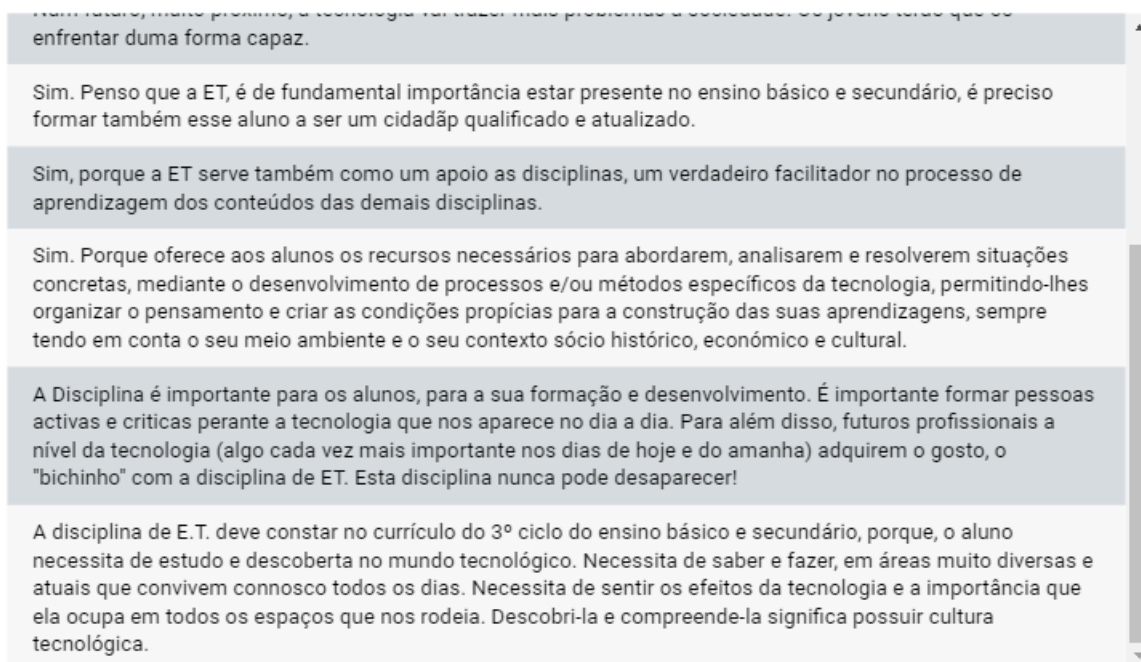 enfrentar duma forma capaz.
Sim. Penso que a ET, é de fundamental importância estar presente no ensino básico e secundário, é preciso
formar também esse aluno a ser um cidadãp qualificado e atualizado.
Sim, porque a ET serve também como um apoio as disciplinas, um verdadeiro facilitador no processo de
aprendizagem dos conteúdos das demais disciplinas.
Sim. Porque oferece aos alunos os recursos necessários para abordarem, analisarem e resolverem situações
concretas, mediante o desenvolvimento de processos e/ou métodos específicos da tecnologia, permitindo-lhes
organizar o pensamento e criar as condições propícias para a construção das suas aprendizagens, sempre
tendo em conta o seu meio ambiente e o seu contexto sócio histórico, económico e cultural.
A Disciplina é importante para os alunos, para a sua formação e desenvolvimento. É importante formar pessoas
activas e criticas perante a tecnologia que nos aparece no dia a dia. Para além disso, futuros profissionais a
nível da tecnologia (algo cada vez mais importante nos dias de hoje e do amanha) adquirem o gosto, o
"bichinho" com a disciplina de ET. Esta disciplina nunca pode desaparecer!
A disciplina de E.T. deve constar no currículo do 3º ciclo do ensino básico e secundário, porque, o aluno
necessita de estudo e descoberta no mundo tecnológico. Necessita de saber e fazer, em áreas muito diversas e
atuais que convivem connosco todos os dias. Necessita de sentir os efeitos da tecnologia e a importância que
ela ocupa em todos os espaços que nos rodeia. Descobri-la e compreende-la significa possuir cultura
tecnológica.